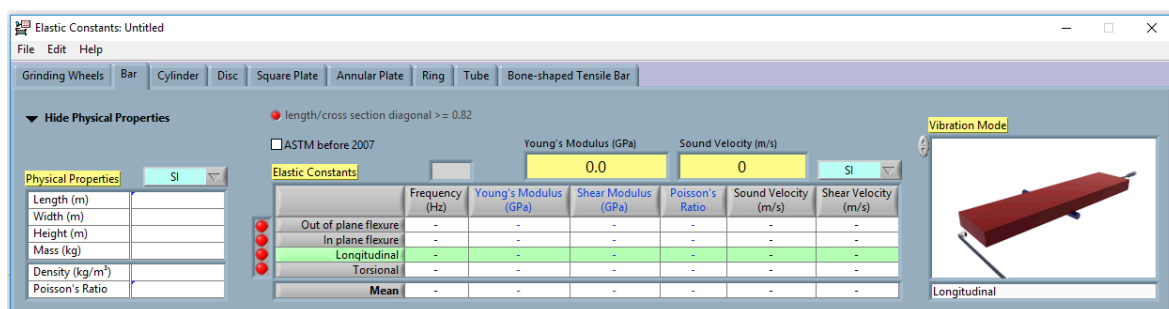 Elastic Constants: Untitled
File Edit Help
Grinding Wheels Bar Cylinder Disc Square Plate Annular Plate Ring Tube Bone-shaped Tensile Bar
Hide Physical Properties
length/cross section diagonal >= 0.82
Vibration Mode
ASTM before 2007
Young's Modulus (GPa) Sound Velocity (m/s)
Physical Properties SI
Elastic Constants 0.0 0 SI
Length (m)
Width (m)
Height (m)
Mass (kg)
Density (kg/m³)
Poisson's Ratio
Frequency (Hz) Young's Modulus (GPa) Shear Modulus (GPa) Poisson's Ratio Sound Velocity (m/s) Shear Velocity (m/s)
Out of plane flexure - - - - - -
In plane flexure - - - - - -
Longitudinal - - - - - -
Torsional - - - - - -
Mean - - - - - -
Longitudinal